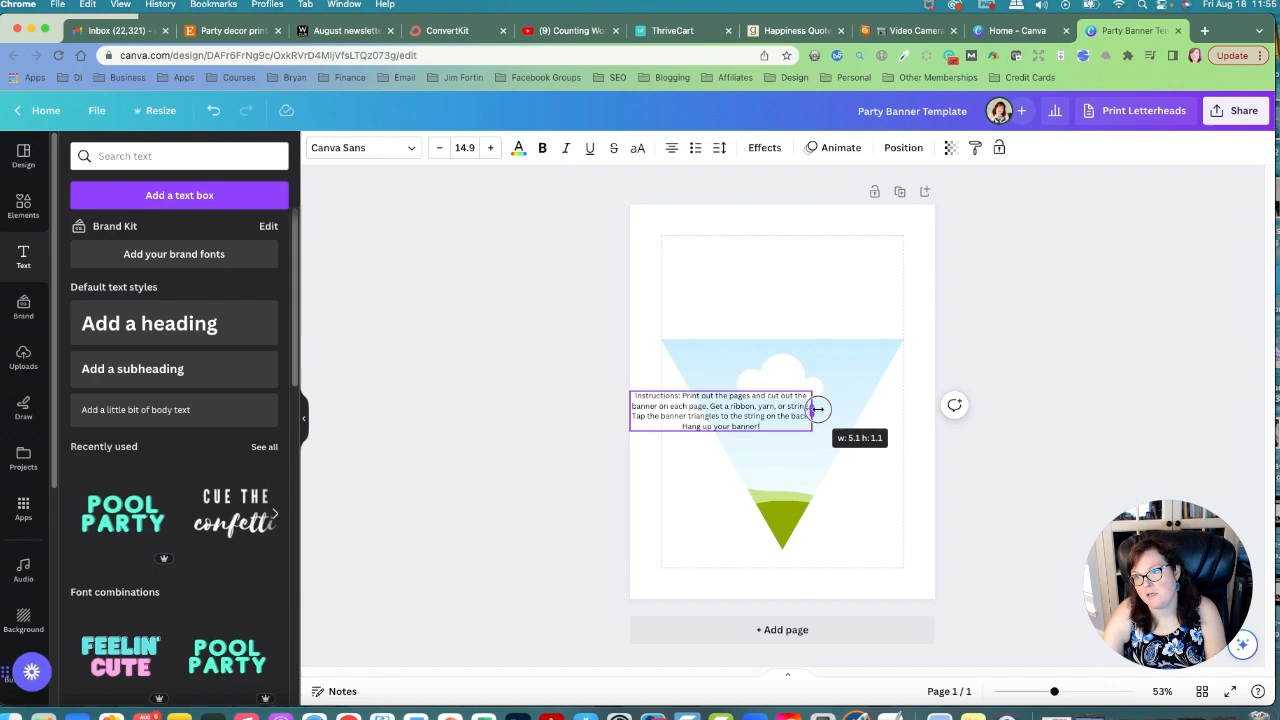 Chrome File Edit View History Bookmarks Profiles Tab Window Help Fri Aug 18 11:55
Inbox (22,321) Party decor print August newslett ConvertKit (9) Counting Wo ThriveCart Happiness Quote Video Camera Home - Canva Party Banner Ten
canva.com/design/DAFr6FrNg9c/OxkRVrD4MljVfsLTQz073g/edit Update
Apps DI Business Apps Courses Bryan Finance Email Jim Fortin Facebook Groups SEO Blogging Affiliates Design Personal Other Memberships Credit Cards
Home File Resize Party Banner Template Print Letterheads Share
Canva Sans 14.9 B I U S aA Effects Animate Position
Design
Elements
Text
Brand
Uploads
Draw
Projects
Apps
Audio
Background
Search text
Add a text box
Brand Kit Edit
Add your brand fonts
Default text styles
Add a heading
Add a subheading
Add a little bit of body text
Recently used See all
POOL PARTY
CUE THE confetti
Font combinations
FEELIN' CUTE
POOL PARTY
Instructions: Print out the pages and cut out the
banner on each page. Get a ribbon, yarn, or string.
Tap the banner triangles to the string on the back.
Hang up your banner!
w: 5.1 h: 1.1
+ Add page
Notes Page 1 / 1 53%